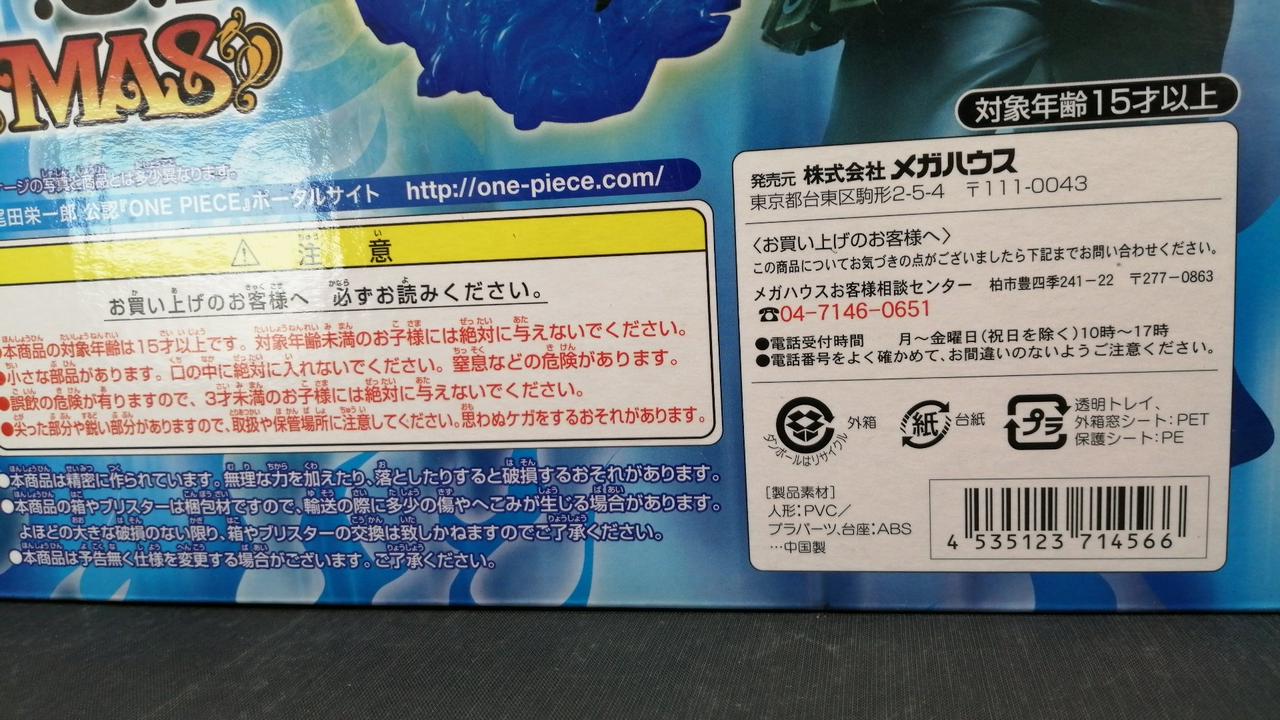 MAS
対象年齢15才以上
ージの写真と商品とは多少異なります。
尾田栄一郎 公認『ONE PIECE』ポータルサイト http://one-piece.com/
注意
お買い上げのお客様へ 必ずお読みください。
本商品の対象年齢は15才以上です。対象年齢未満のお子様には絶対に与えないでください。
●小さな部品があります。口の中に絶対に入れないでください。窒息などの危険があります。
●誤飲の危険が有りますので、3才未満のお子様には絶対に与えないでください。
●尖った部分や鋭い部分がありますので、取扱や保管場所に注意してください。思わぬケガをするおそれがあります。
●本商品は精密に作られています。無理な力を加えたり、落としたりすると破損するおそれがあります。
●本商品の箱やブリスターは梱包材ですので、輸送の際に多少の傷やへこみが生じる場合があります。
よほどの大きな破損のない限り、箱やブリスターの交換は致しかねますのでご了承ください。
●本商品は予告無く仕様を変更する場合がございます。ご了承ください。
発売元 株式会社 メガハウス
東京都台東区駒形2-5-4 〒111-0043
〈お買い上げのお客様へ〉
この商品についてお気づきの点がございましたら下記までお問い合わせください。
メガハウスお客様相談センター 柏市豊四季241-22 〒277-0863
☎04-7146-0651
●電話受付時間 月〜金曜日(祝日を除く)10時〜17時
●電話番号をよく確かめて、お間違いのないようご注意ください。
外箱
ダンボールはリサイクル
紙
台紙
プラ
透明トレイ、
外箱窓シート:PET
保護シート:PE
[製品素材]
人形:PVC/
プラパーツ、台座:ABS
…中国製
4 535123 714566